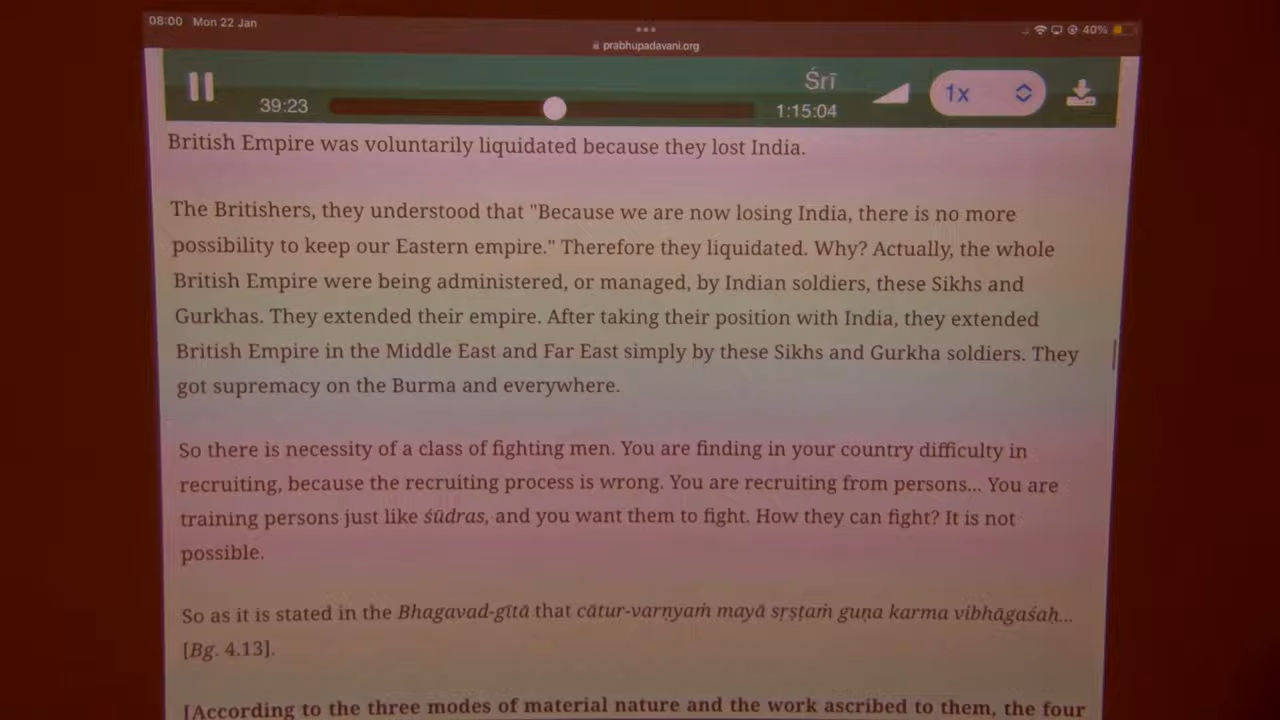 08:00 Mon 22 Jan
40%
prabhupadavani.org
Śrī
39:23
1:15:04
1x
British Empire was voluntarily liquidated because they lost India.
The Britishers, they understood that "Because we are now losing India, there is no more
possibility to keep our Eastern empire." Therefore they liquidated. Why? Actually, the whole
British Empire were being administered, or managed, by Indian soldiers, these Sikhs and
Gurkhas. They extended their empire. After taking their position with India, they extended
British Empire in the Middle East and Far East simply by these Sikhs and Gurkha soldiers. They
got supremacy on the Burma and everywhere.
So there is necessity of a class of fighting men. You are finding in your country difficulty in
recruiting, because the recruiting process is wrong. You are recruiting from persons... You are
training persons just like śūdras, and you want them to fight. How they can fight? It is not
possible.
So as it is stated in the Bhagavad-gītā that cātur-varṇyaṁ mayā sṛṣṭaṁ guṇa karma vibhāgaśaḥ...
[Bg. 4.13].
[According to the three modes of material nature and the work ascribed to them, the four